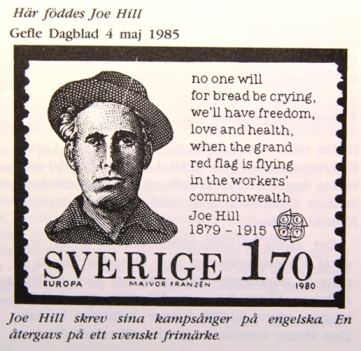 Här föddes Joe Hill
Gefle Dagblad 4 maj 1985
no one will
for bread be crying,
we'll have freedom,
love and health,
when the grand
red flag is flying
in the workers'
commonwealth
Joe Hill
1879 - 1915
SVERIGE 1.70
EUROPA MAJVOR FRANZÉN 1980
Joe Hill skrev sina kampsånger på engelska. En
återgavs på ett svenskt frimärke.